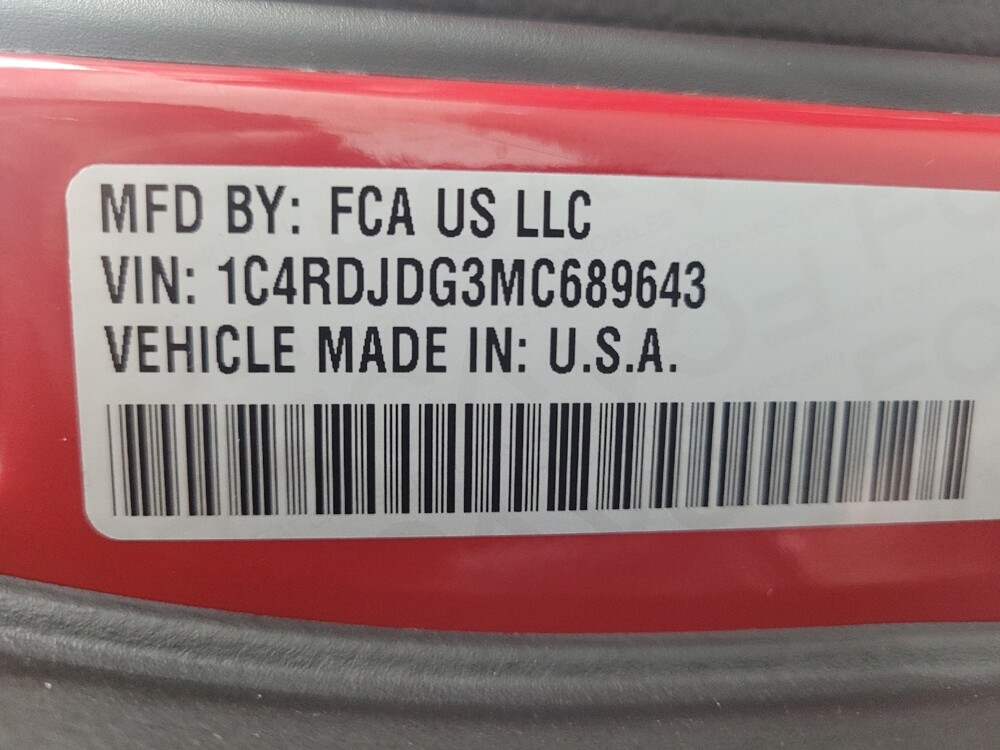 MFD BY: FCA US LLC
VIN: 1C4RDJDG3MC689643
VEHICLE MADE IN: U.S.A.